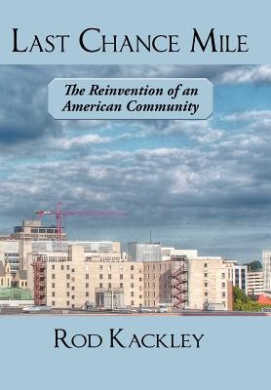 LAST CHANCE MILE
The Reinvention of an
American Community
ROD KACKLEY